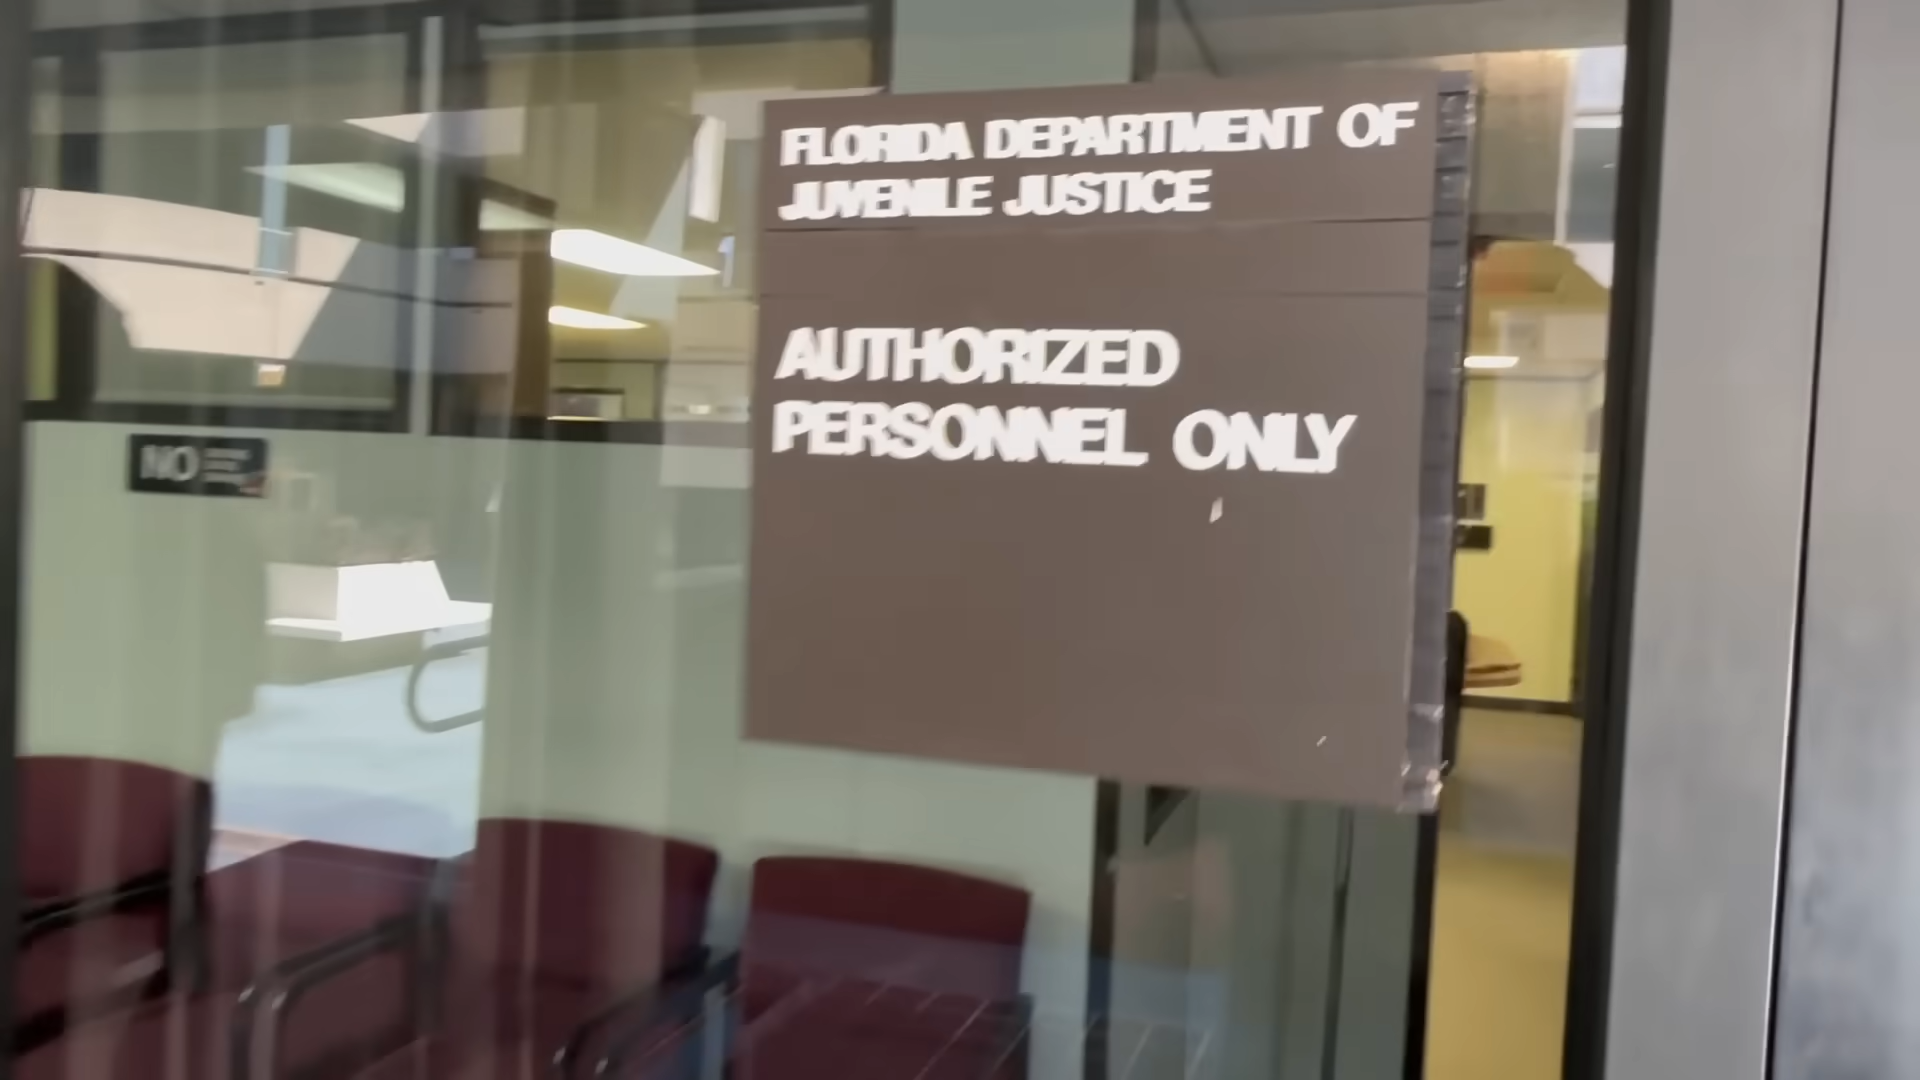 FLORIDA DEPARTMENT OF
JUVENILE JUSTICE
AUTHORIZED
PERSONNEL ONLY
NO